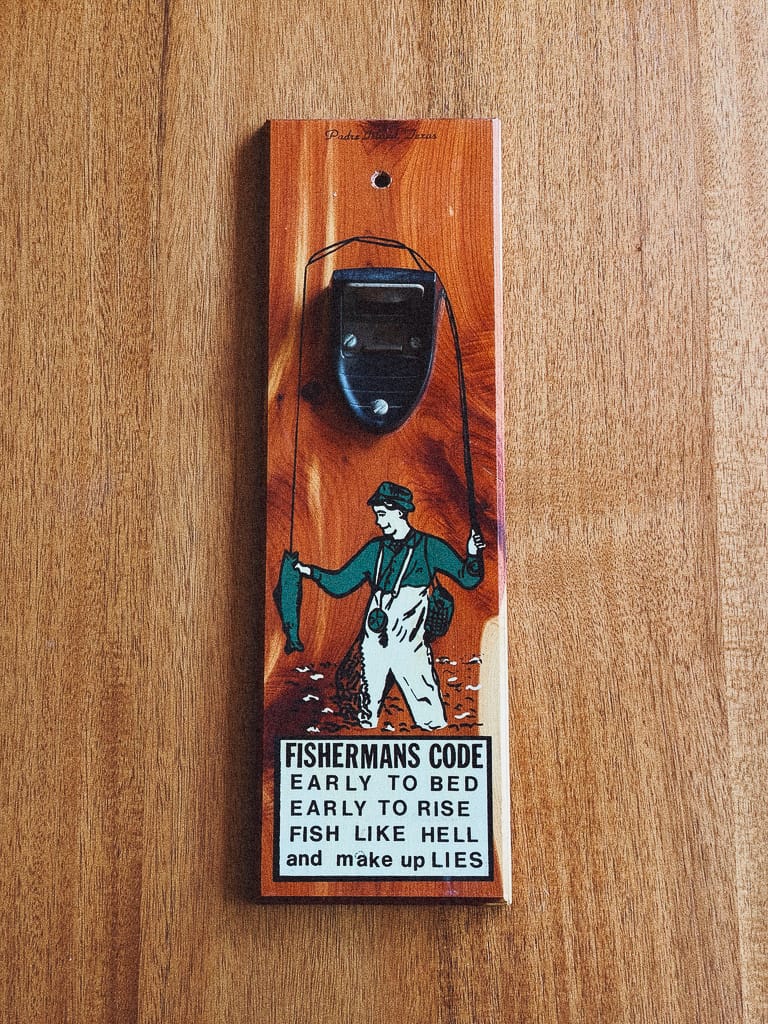 Padre Island Texas
FISHERMANS CODE
EARLY TO BED
EARLY TO RISE
FISH LIKE HELL
and make up LIES